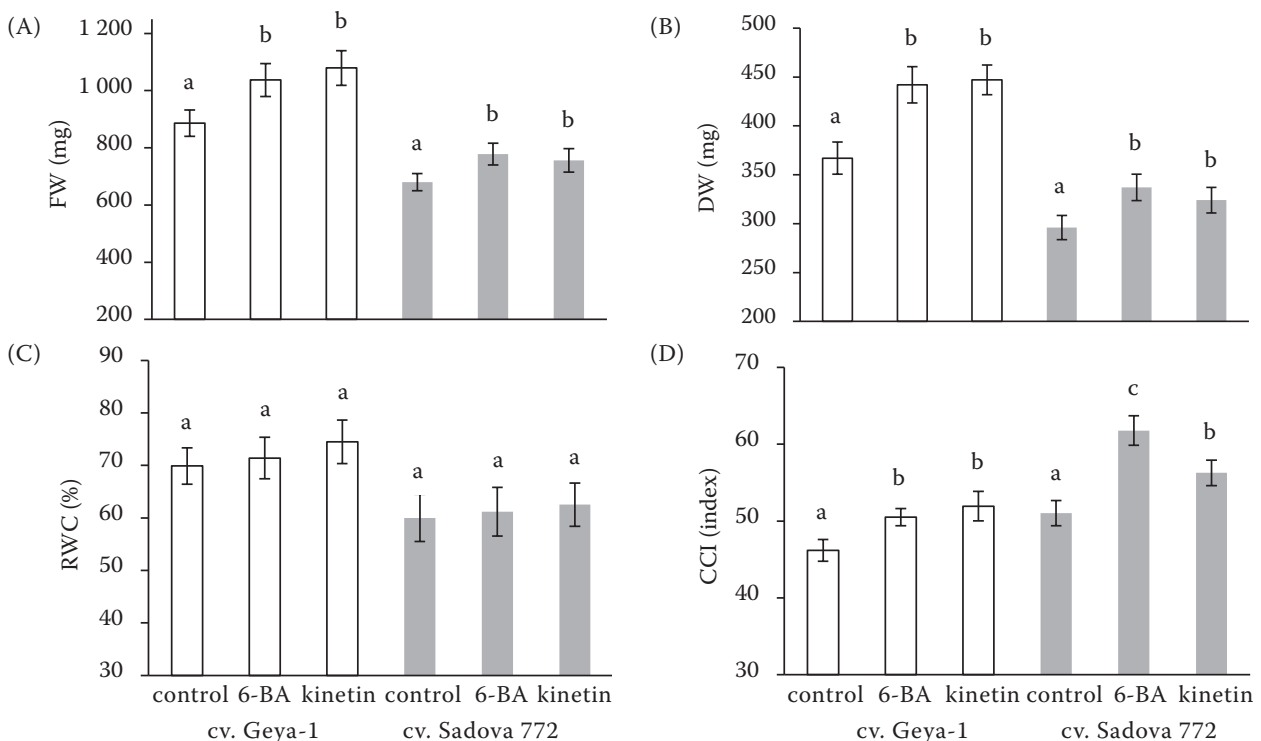 (A)
1 200
1 000
800
600
400
200
FW (mg)
a
b
b
a
b
b
(B)
500
450
400
350
300
250
200
DW (mg)
a
b
b
a
b
b
(C)
90
80
70
60
50
40
30
RWC (%)
a
a
a
a
a
a
control 6-BA kinetin control 6-BA kinetin
cv. Geya-1 cv. Sadova 772
(D)
70
60
50
40
30
CCI (index)
a
b
b
a
c
b
control 6-BA kinetin control 6-BA kinetin
cv. Geya-1 cv. Sadova 772